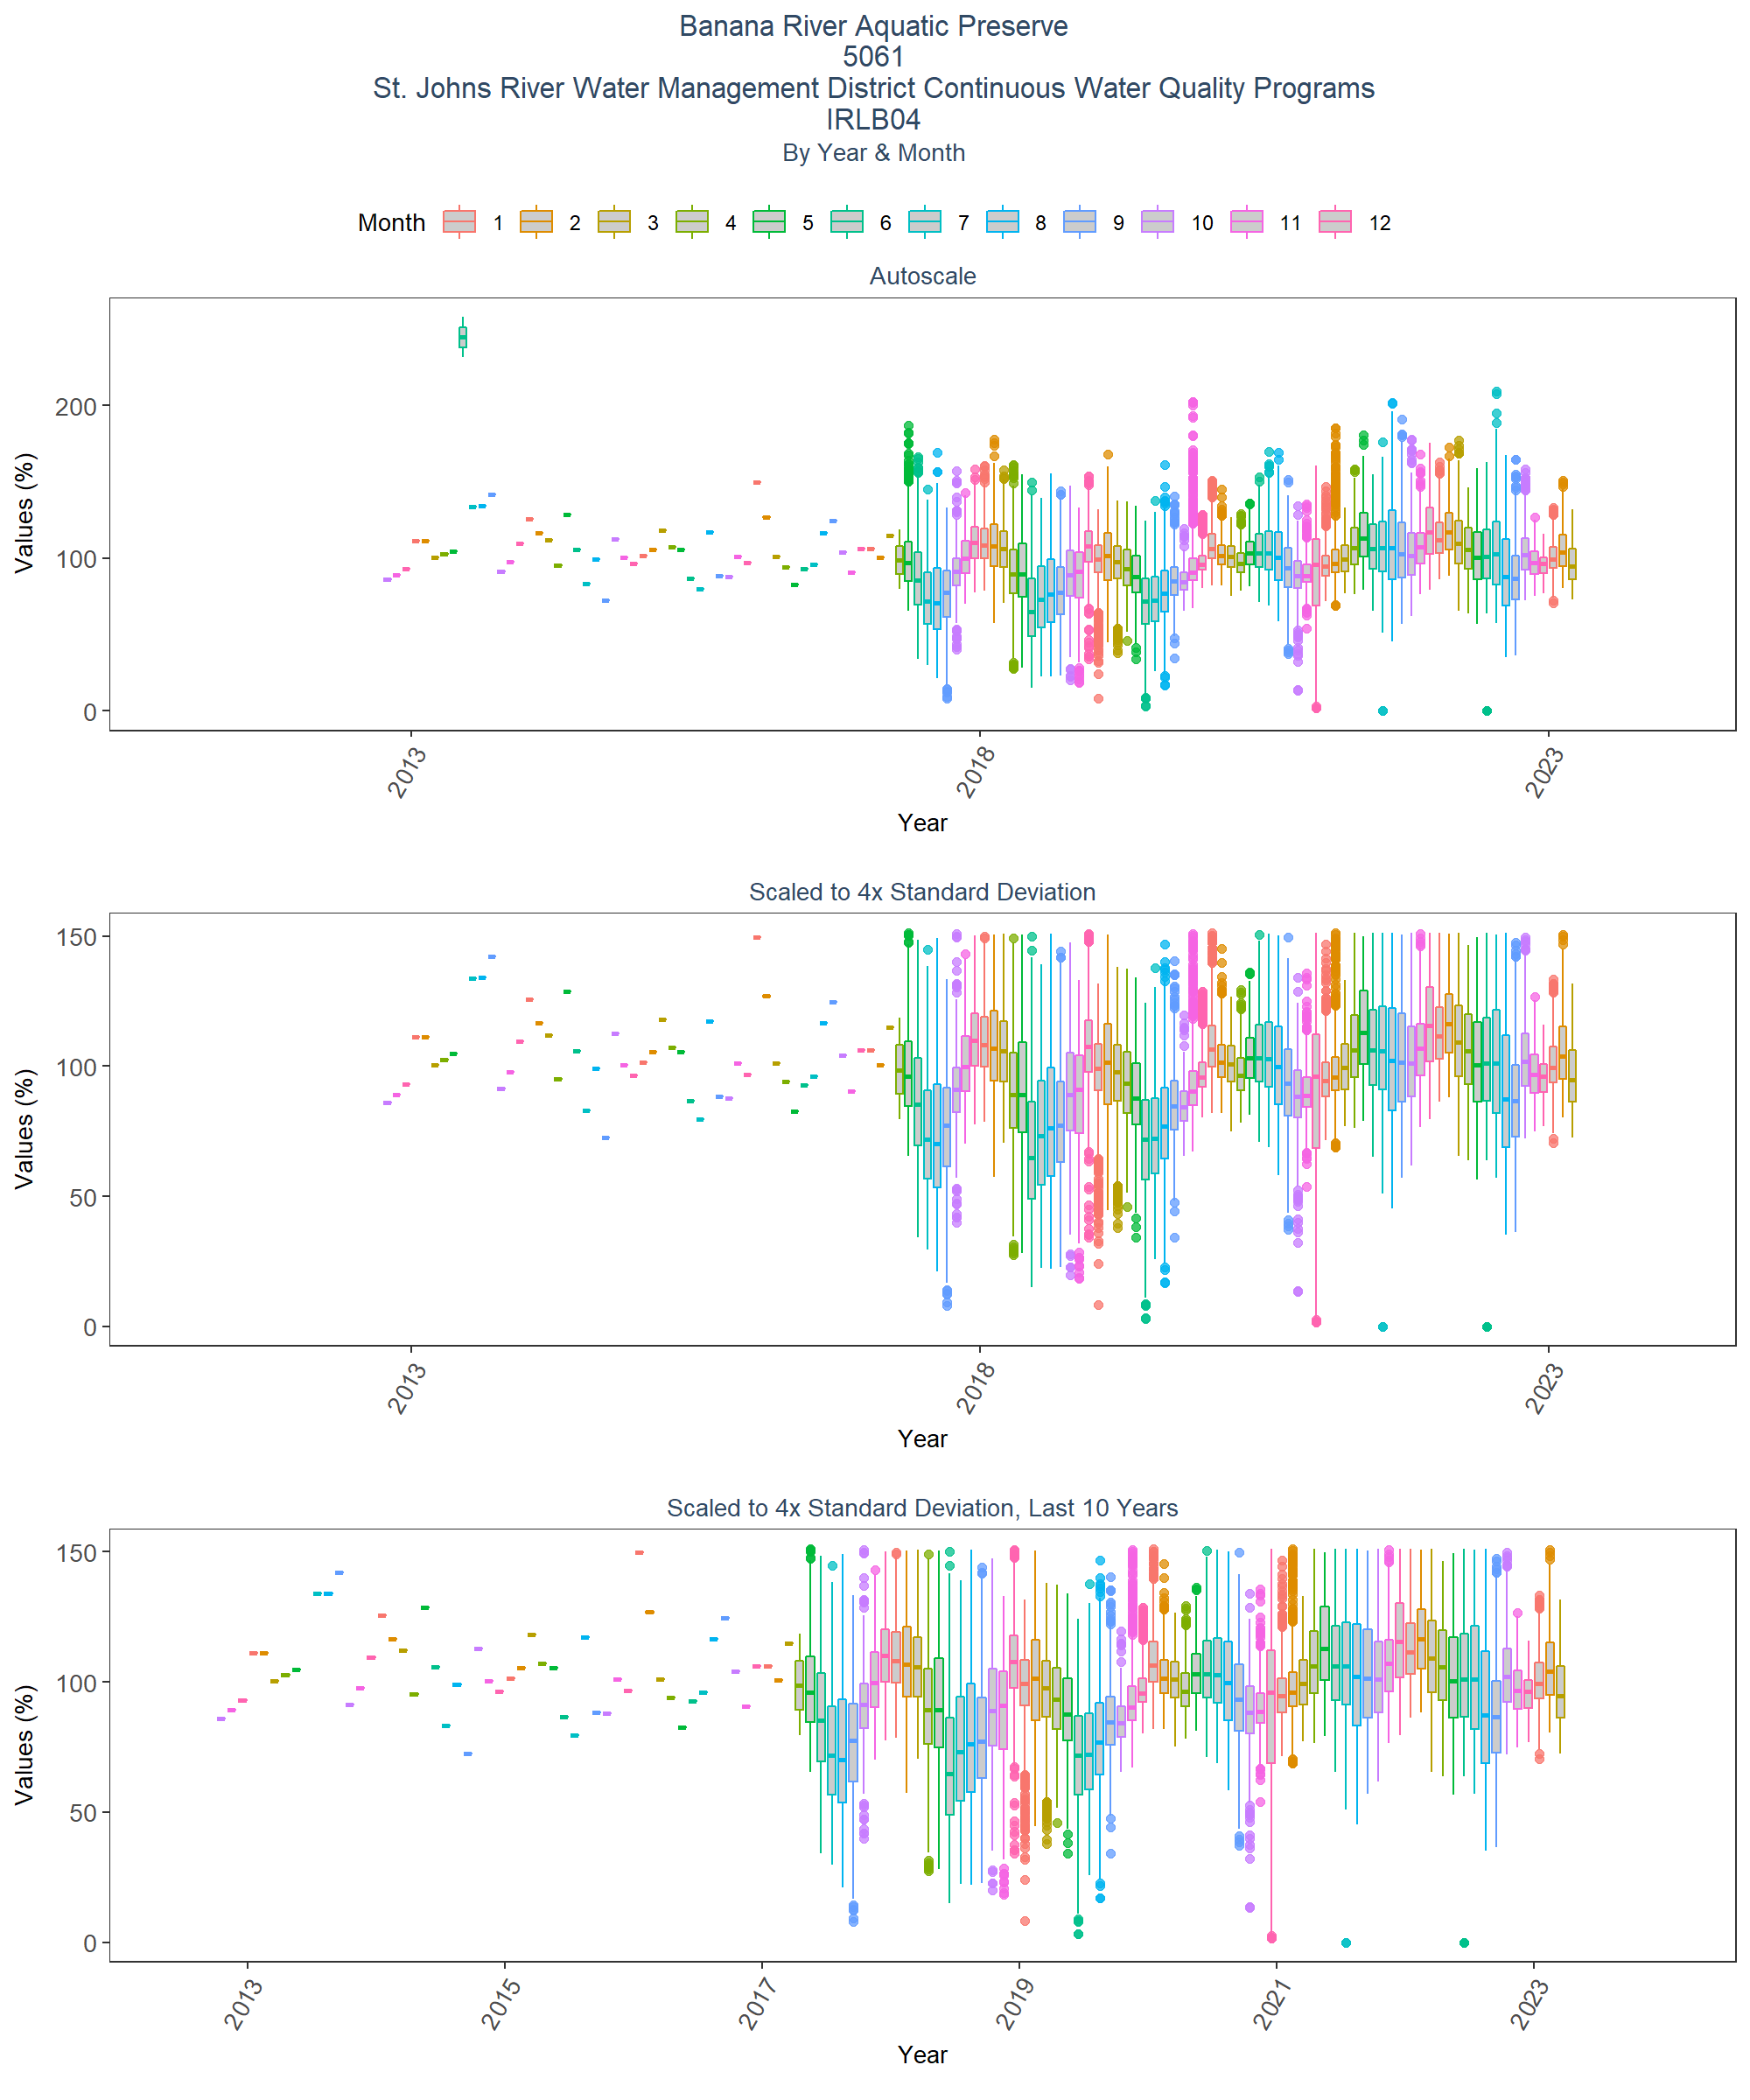 Banana River Aquatic Preserve
5061
St. Johns River Water Management District Continuous Water Quality Programs
IRLB04
By Year & Month
Month 1 2 3 4 5 6 7 8 9 10 11 12
Autoscale
Values (%)
200
100
0
2013 2018 2023
Year
Scaled to 4x Standard Deviation
Values (%)
150
100
50
0
2013 2018 2023
Year
Scaled to 4x Standard Deviation, Last 10 Years
Values (%)
150
100
50
0
2013 2015 2017 2019 2021 2023
Year